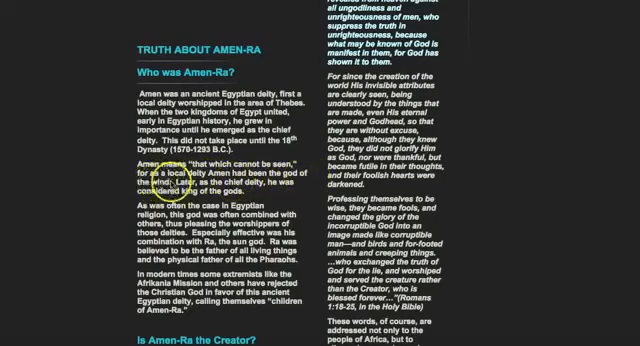 TRUTH ABOUT AMEN-RA
Who was Amen-Ra?
Amen was an ancient Egyptian deity, first a
local deity worshipped in the area of Thebes.
When the two kingdoms of Egypt united,
early in Egyptian history, he grew in
importance until he emerged as the chief
deity. This did not take place until the 18th
Dynasty (1570-1293 B.C.).
Amen means "that which cannot be seen,"
for as a local deity Amen had been the god of
the wind. Later, as the chief deity, he was
considered king of the gods.
As was often the case in Egyptian
religion, this god was often combined with
others, thus pleasing the worshippers of
those deities. Especially effective was his
combination with Ra, the sun god. Ra was
believed to be the father of all living things
and the physical father of all the Pharaohs.
In modern times some extremists like the
Afrikania Mission and others have rejected
the Christian God in favor of this ancient
Egyptian deity, calling themselves "children
of Amen-Ra."
Is Amen-Ra the Creator?
revealed from heaven against
all ungodliness and
unrighteousness of men, who
suppress the truth in
unrighteousness, because
what may be known of God is
manifest in them, for God has
shown it to them.
For since the creation of the
world His invisible attributes
are clearly seen, being
understood by the things that
are made, even His eternal
power and Godhead, so that
they are without excuse,
because, although they knew
God, they did not glorify Him
as God, nor were thankful, but
became futile in their thoughts,
and their foolish hearts were
darkened.
Professing themselves to be
wise, they became fools, and
changed the glory of the
incorruptible God into an
image made like corruptible
man—and birds and for-footed
animals and creeping things.
…who exchanged the truth of
God for the lie, and worshiped
and served the creature rather
than the Creator, who is
blessed forever…"(Romans
1:18-25, in the Holy Bible)
These words, of course, are
addressed not only to the
people of Africa, but to